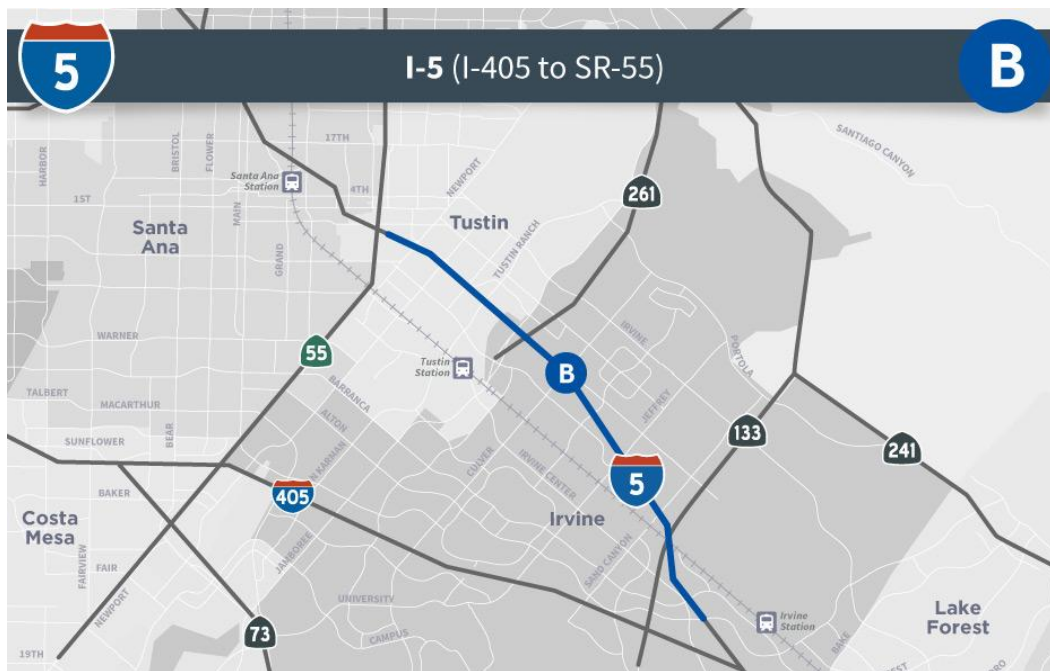 5
I-5 (I-405 to SR-55)
B
HARBOR
BRISTOL
FLOWER
17TH
SANTIAGO CANYON
Santa Ana
Station
4TH
NEWPORT
261
1ST
MAIN
Santa
Ana
Tustin
GRAND
TUSTIN RANCH
WARNER
55
IRVINE
PORTOLA
Tustin
Station
B
TALBERT
BARRANCA
MACARTHUR
ALTON
JEFFREY
133
SUNFLOWER
BEAR
241
CULVER
IRVINE CENTER
5
BAKER
405
Costa
Mesa
Irvine
JAMBOREE
SAND CANYON
FAIRVIEW
FAIR
NEWPORT
UNIVERSITY
Lake
Forest
73
CAMPUS
Irvine
Station
BAKE
19TH